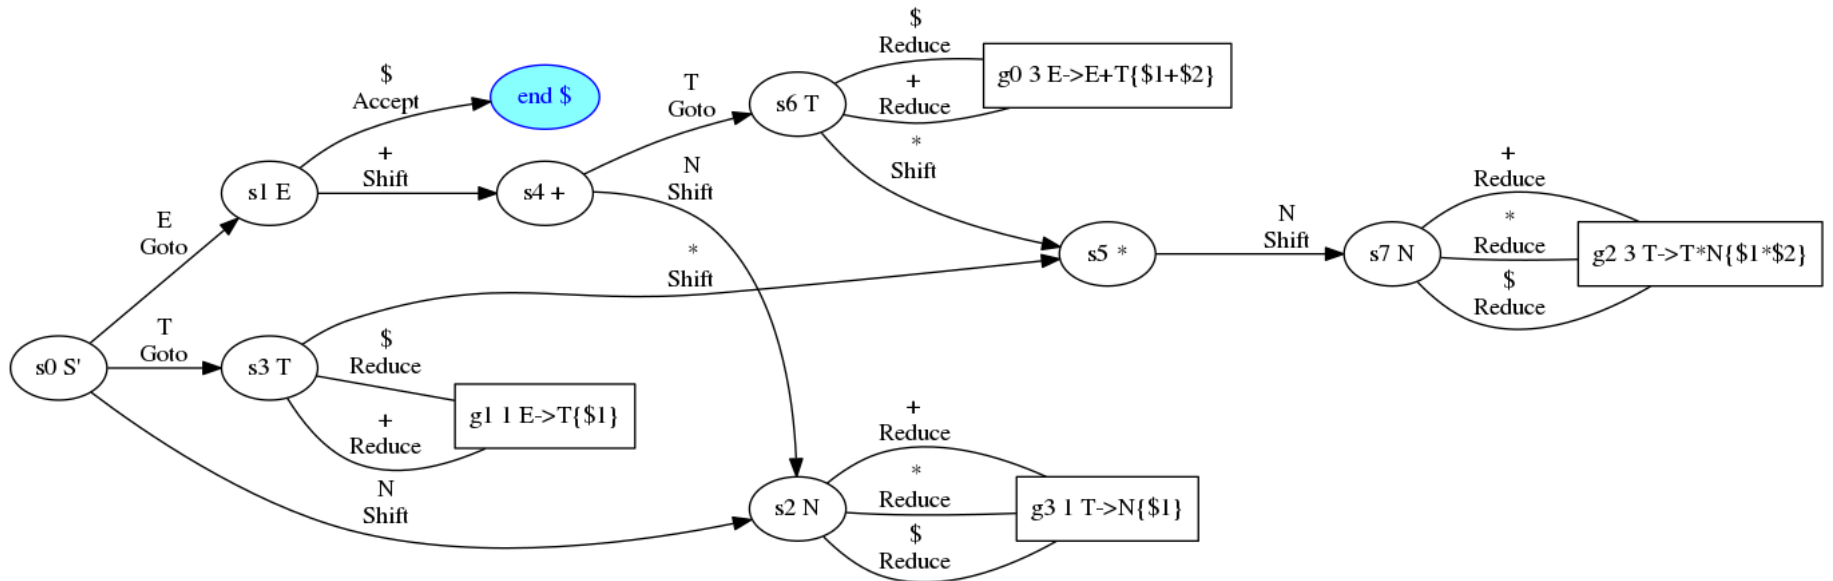 $
Reduce
g0 3 E->E+T{$1+$2}
$
Accept
end $
T
Goto
s6 T
+
Reduce
*
Shift
+
Shift
s1 E
s4 +
N
Shift
+
Reduce
E
Goto
*
Shift
s5 *
N
Shift
s7 N
*
Reduce
g2 3 T->T*N{$1*$2}
$
Reduce
T
Goto
s0 S'
s3 T
$
Reduce
g1 1 E->T{$1}
+
Reduce
+
Reduce
N
Shift
s2 N
*
Reduce
g3 1 T->N{$1}
$
Reduce